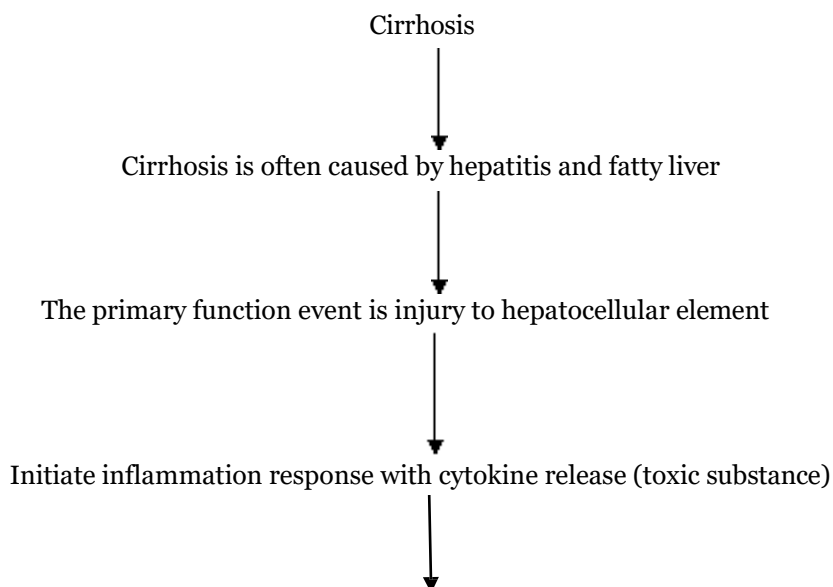 Cirrhosis
Cirrhosis is often caused by hepatitis and fatty liver
The primary function event is injury to hepatocellular element
Initiate inflammation response with cytokine release (toxic substance)